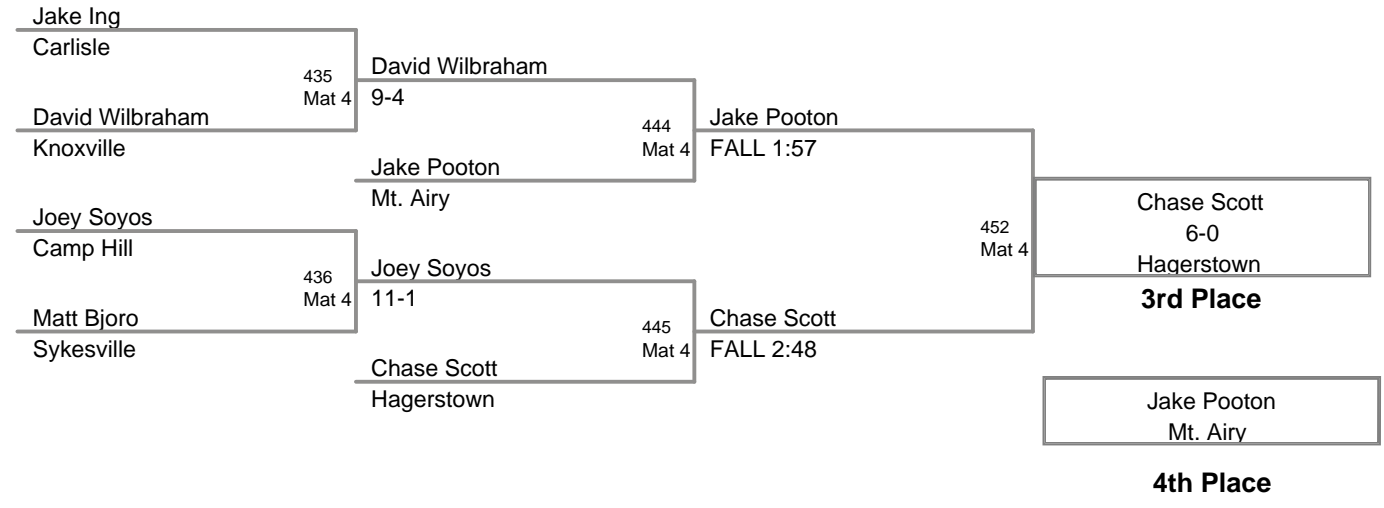 Jake Ing
Carlisle
435
Mat 4
David Wilbraham
Knoxville
David Wilbraham
9-4
444
Mat 4
Jake Pooton
Mt. Airy
Jake Pooton
FALL 1:57
Joey Soyos
Camp Hill
436
Mat 4
Matt Bjoro
Sykesville
Joey Soyos
11-1
445
Mat 4
Chase Scott
Hagerstown
Chase Scott
FALL 2:48
452
Mat 4
Chase Scott
6-0
Hagerstown
3rd Place
Jake Pooton
Mt. Airy
4th Place